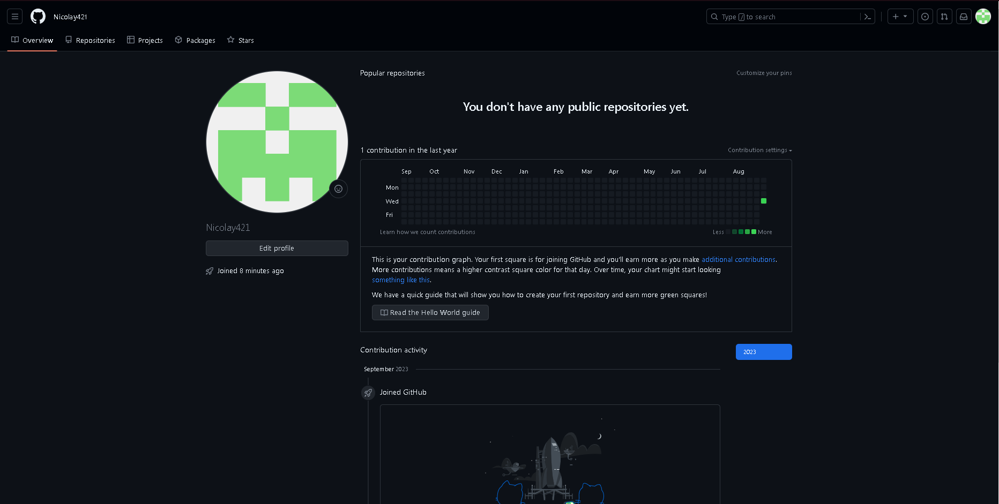 Nicolay421
Type / to search
Overview
Repositories
Projects
Packages
Stars
Popular repositories
Customize your pins
You don't have any public repositories yet.
1 contribution in the last year
Contribution settings
Sep Oct Nov Dec Jan Feb Mar Apr May Jun Jul Aug
Mon
Wed
Fri
Learn how we count contributions
Less More
This is your contribution graph. Your first square is for joining GitHub and you'll earn more as you make additional contributions.
More contributions means a higher contrast square color for that day. Over time, your chart might start looking
something like this.
We have a quick guide that will show you how to create your first repository and earn more green squares!
Read the Hello World guide
Nicolay421
Edit profile
Joined 8 minutes ago
Contribution activity
2023
September 2023
Joined GitHub